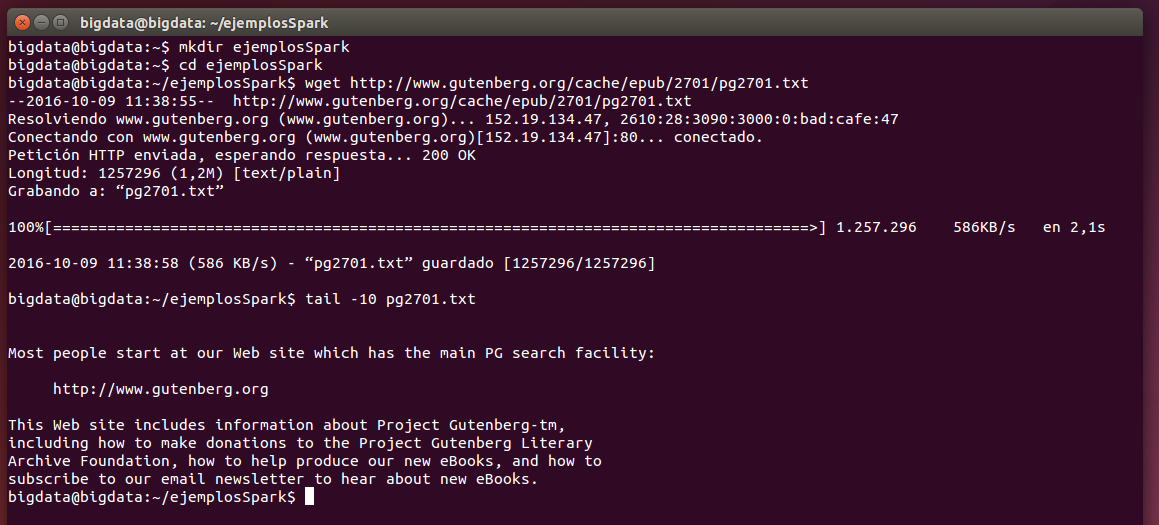 bigdata@bigdata: ~/ejemplosSpark
bigdata@bigdata:~$ mkdir ejemplosSpark
bigdata@bigdata:~$ cd ejemplosSpark
bigdata@bigdata:~/ejemplosSpark$ wget http://www.gutenberg.org/cache/epub/2701/pg2701.txt
--2016-10-09 11:38:55--  http://www.gutenberg.org/cache/epub/2701/pg2701.txt
Resolviendo www.gutenberg.org (www.gutenberg.org)... 152.19.134.47, 2610:28:3090:3000:0:bad:cafe:47
Conectando con www.gutenberg.org (www.gutenberg.org)[152.19.134.47]:80... conectado.
Petición HTTP enviada, esperando respuesta... 200 OK
Longitud: 1257296 (1,2M) [text/plain]
Grabando a: “pg2701.txt”
100%[====================================================================================>] 1.257.296    586KB/s   en 2,1s
2016-10-09 11:38:58 (586 KB/s) - “pg2701.txt” guardado [1257296/1257296]
bigdata@bigdata:~/ejemplosSpark$ tail -10 pg2701.txt
Most people start at our Web site which has the main PG search facility:
     http://www.gutenberg.org
This Web site includes information about Project Gutenberg-tm,
including how to make donations to the Project Gutenberg Literary
Archive Foundation, how to help produce our new eBooks, and how to
subscribe to our email newsletter to hear about new eBooks.
bigdata@bigdata:~/ejemplosSpark$